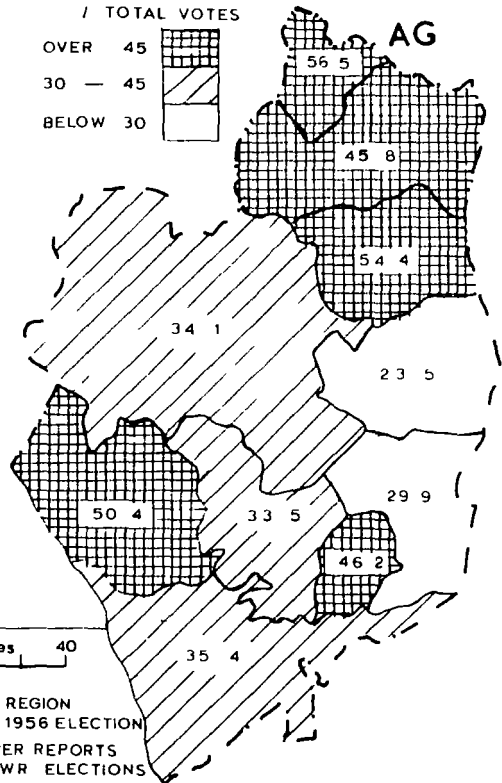 / TOTAL VOTES
OVER 45
30 — 45
BELOW 30
AG
56 5
45 8
54 4
34 1
23 5
50 4
33 5
29 9
46 2
35 4
40
REGION
1956 ELECTION
REPORTS
WR ELECTIONS